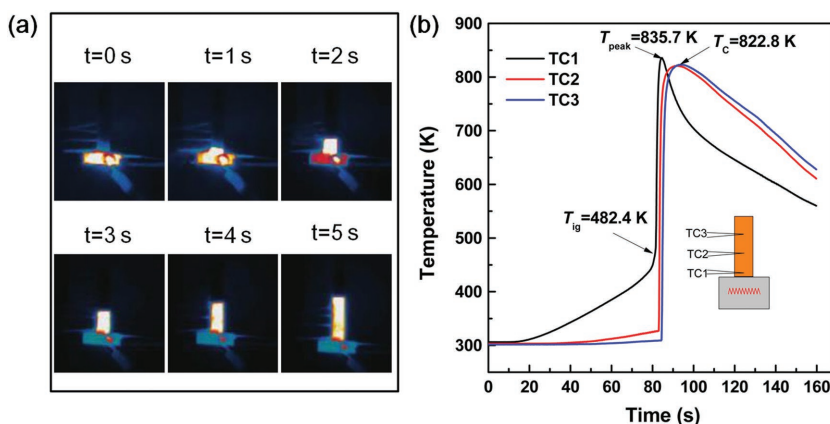 (a)
t=0 s
t=1 s
t=2 s
t=3 s
t=4 s
t=5 s
(b)
900
800
700
600
500
400
300
Temperature (K)
TC1
TC2
TC3
T_peak=835.7 K
T_C=822.8 K
T_ig=482.4 K
TC3
TC2
TC1
0 20 40 60 80 100 120 140 160
Time (s)